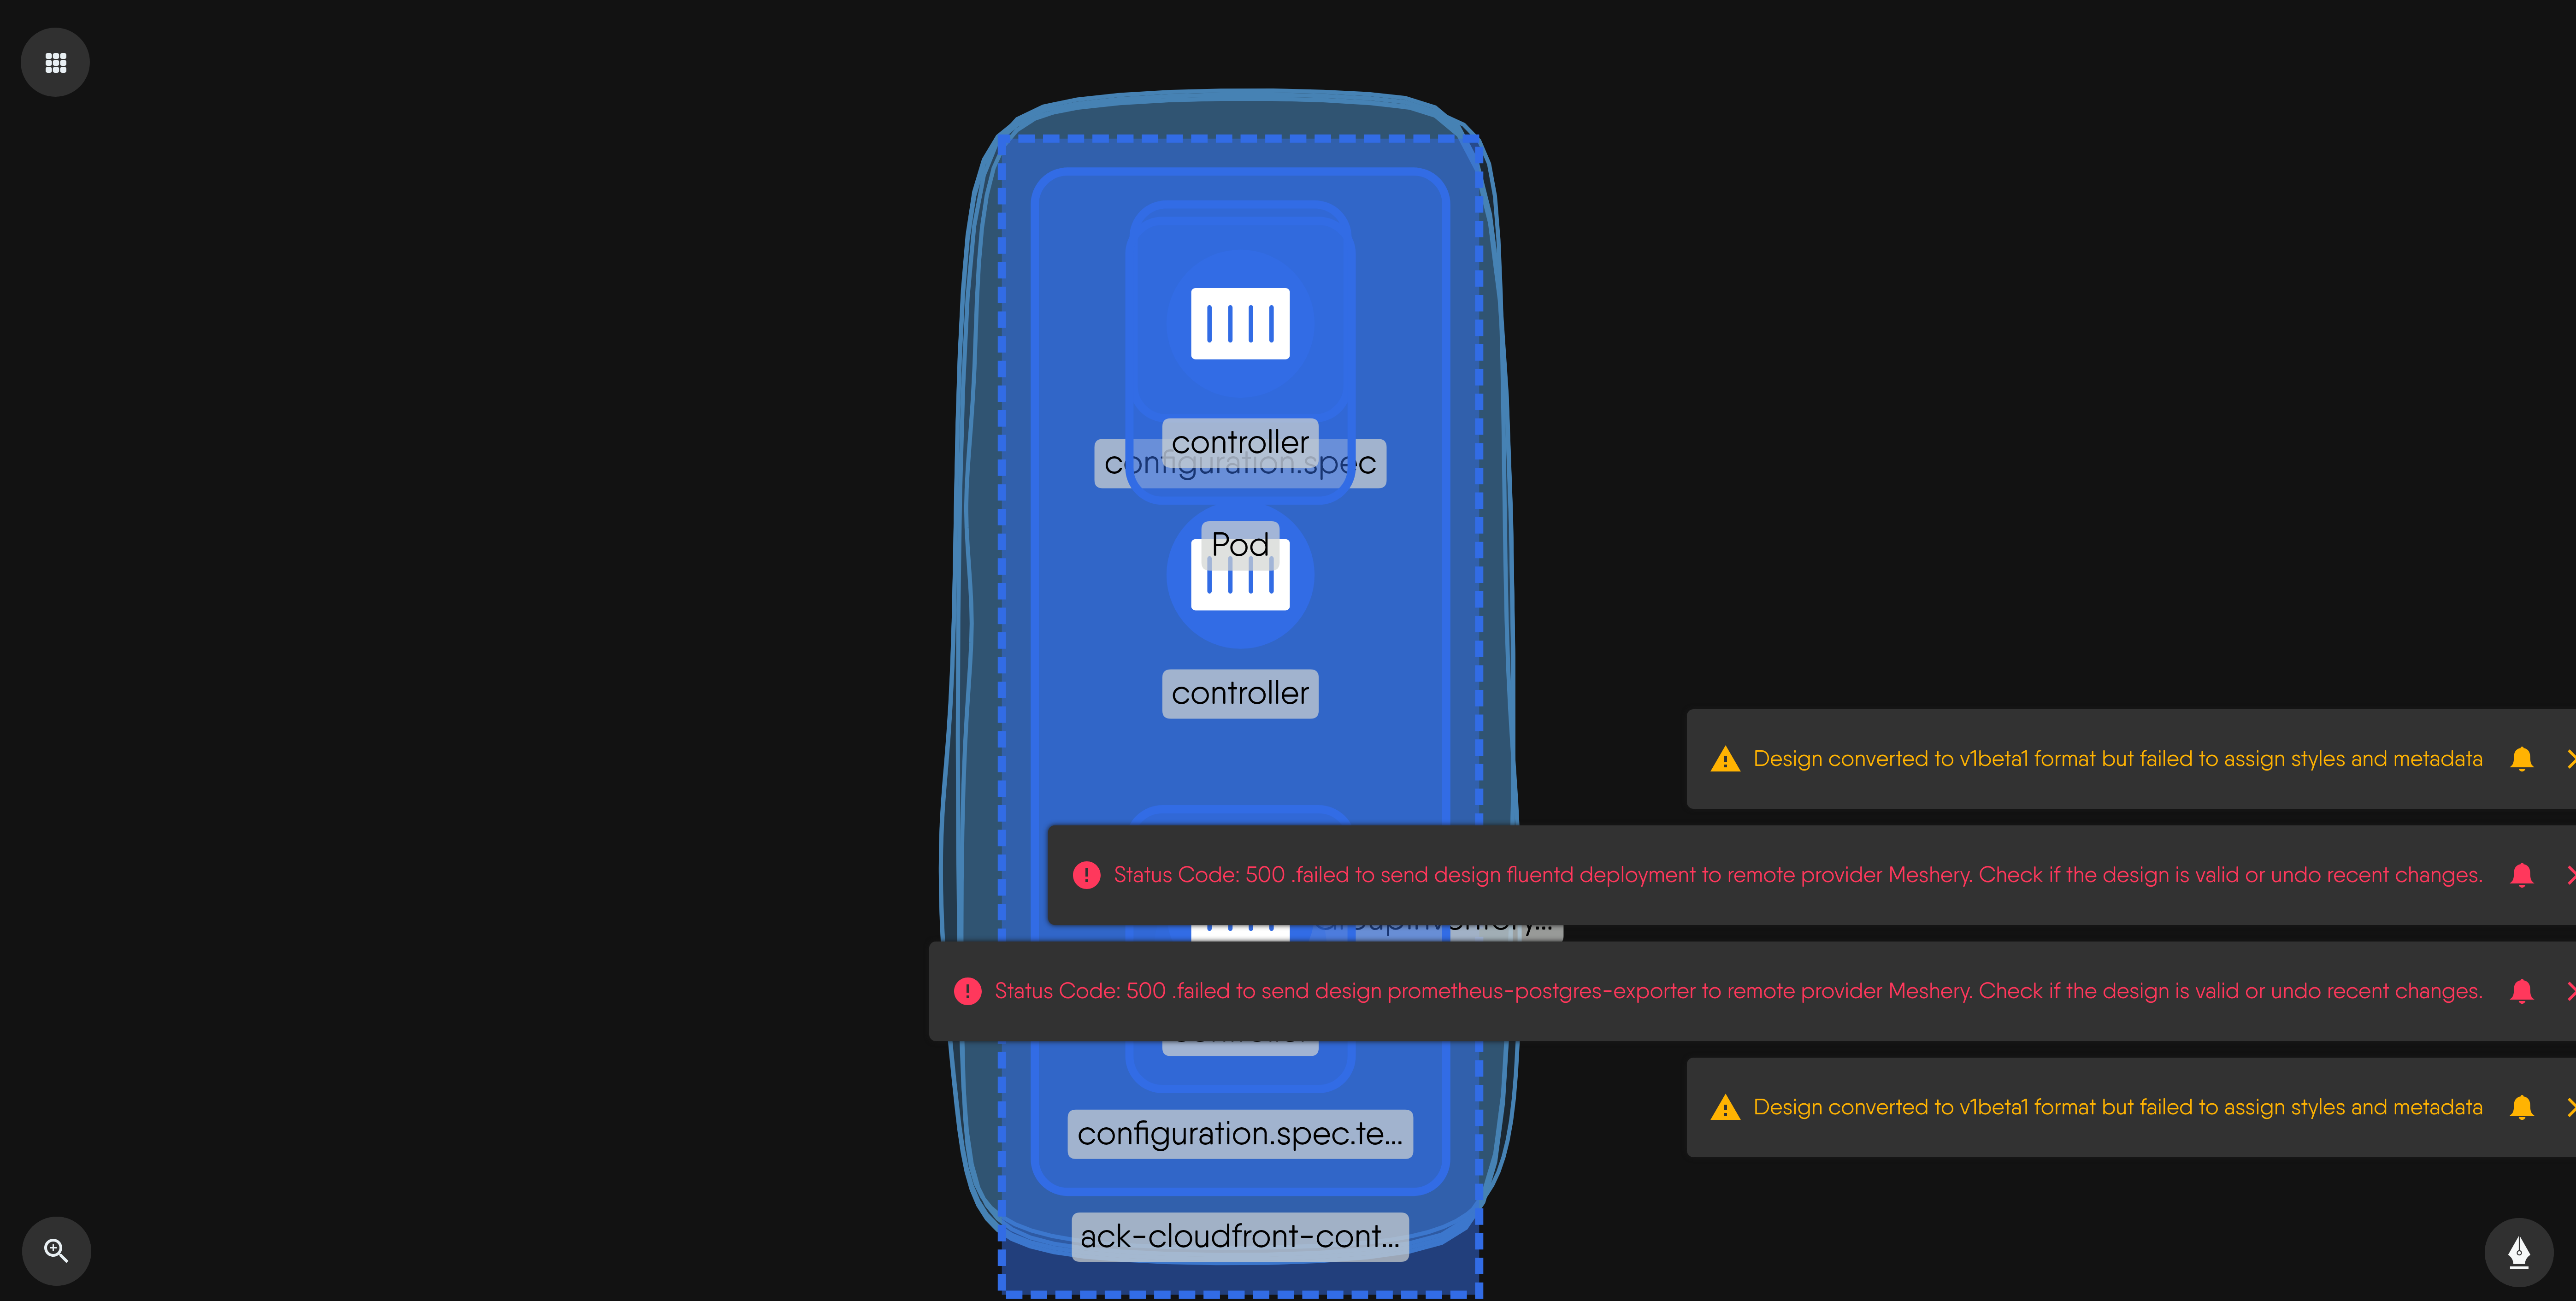 controller
configuration.spec
Pod
controller
Design converted to v1beta1 format but failed to assign styles and metadata
Status Code: 500 .failed to send design fluentd deployment to remote provider Meshery. Check if the design is valid or undo recent changes.
Status Code: 500 .failed to send design prometheus-postgres-exporter to remote provider Meshery. Check if the design is valid or undo recent changes.
Design converted to v1beta1 format but failed to assign styles and metadata
configuration.spec.te...
ack-cloudfront-cont...